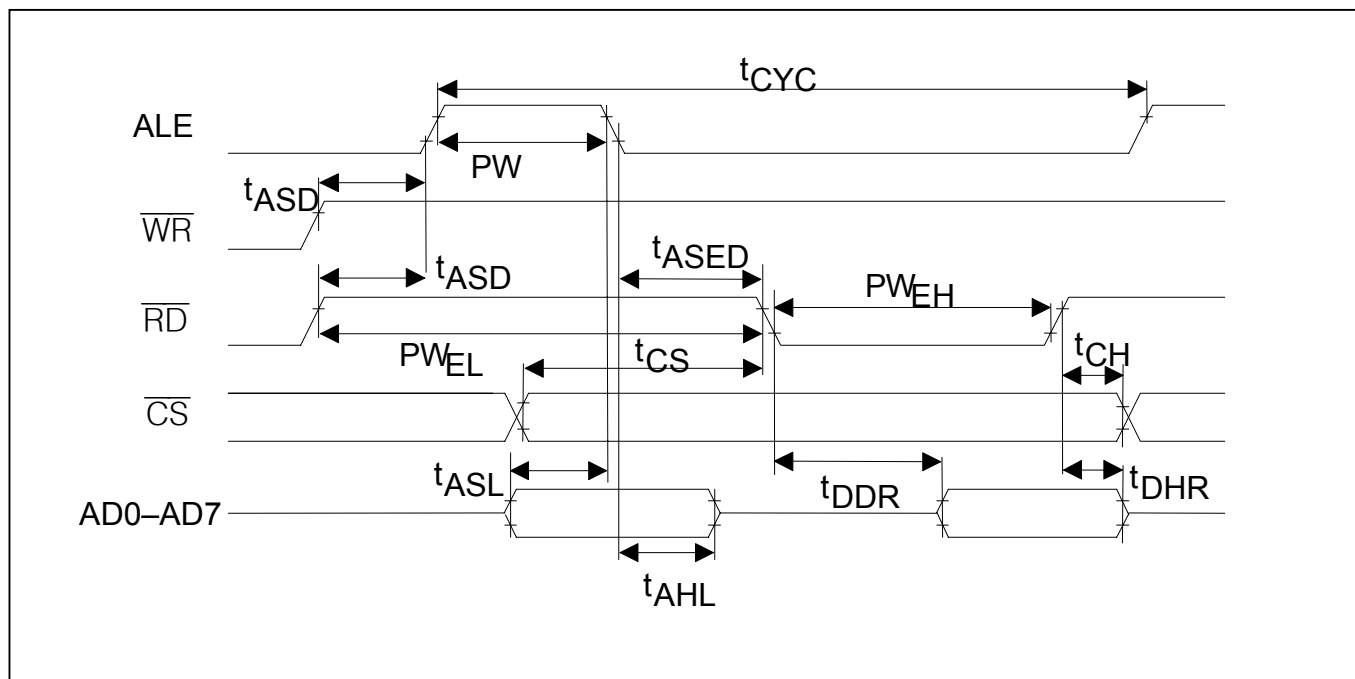 tCYC
ALE
PW
tASD
WR
tASED
tASD
PWEH
RD
PWEL
tCS
tCH
CS
tASL
tDDR
tDHR
AD0–AD7
tAHL